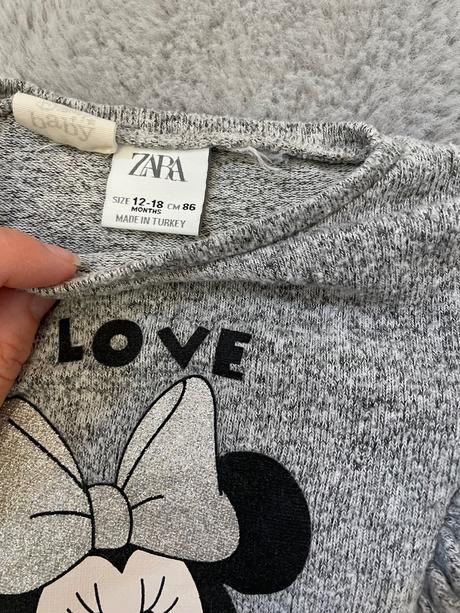 baby
ZARA
SIZE 12-18 CM 86
MONTHS
MADE IN TURKEY
LOVE